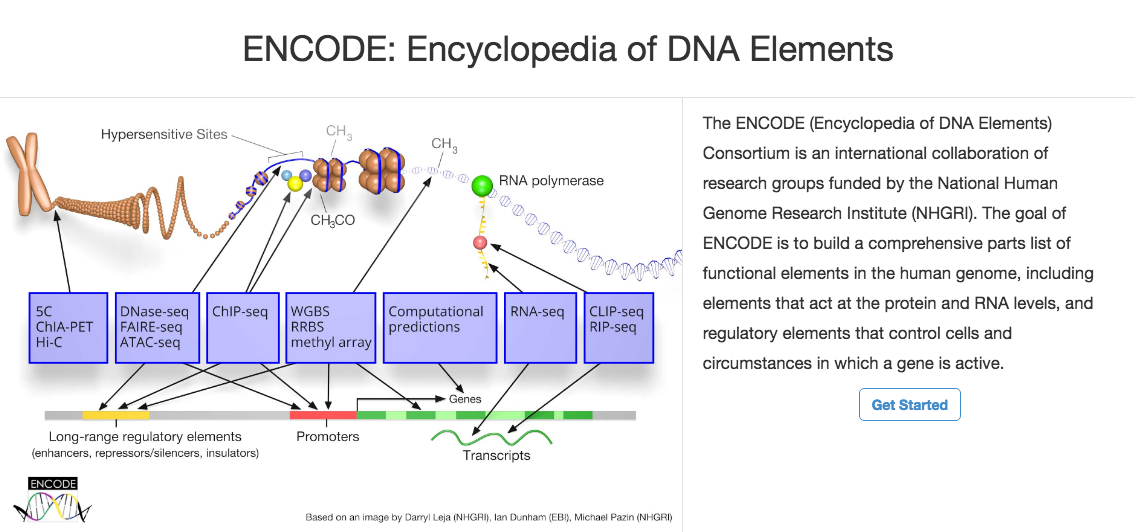 ENCODE: Encyclopedia of DNA Elements
Hypersensitive Sites
CH3
CH3
RNA polymerase
CH3CO
5C
ChIA-PET
Hi-C
DNase-seq
FAIRE-seq
ATAC-seq
ChIP-seq
WGBS
RRBS
methyl array
Computational
predictions
RNA-seq
CLIP-seq
RIP-seq
Genes
Long-range regulatory elements
(enhancers, repressors/silencers, insulators)
Promoters
Transcripts
ENCODE
Based on an image by Darryl Leja (NHGRI), Ian Dunham (EBI), Michael Pazin (NHGRI)
The ENCODE (Encyclopedia of DNA Elements)
Consortium is an international collaboration of
research groups funded by the National Human
Genome Research Institute (NHGRI). The goal of
ENCODE is to build a comprehensive parts list of
functional elements in the human genome, including
elements that act at the protein and RNA levels, and
regulatory elements that control cells and
circumstances in which a gene is active.
Get Started